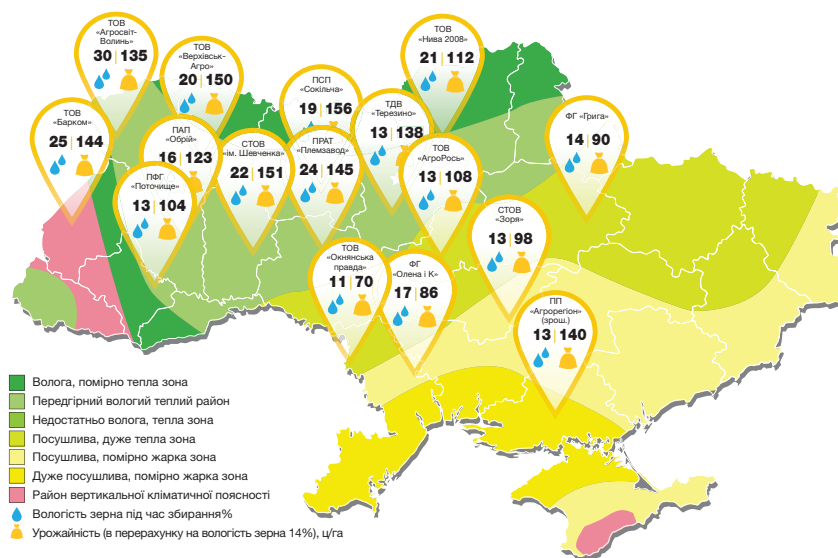 ТОВ
«Агросвіт-
Волинь»
30 | 135
ТОВ
«Верхівськ-
Агро»
20 | 150
ПСП
«Сокільча»
19 | 156
ТОВ
«Нива 2008»
21 | 112
ТОВ
«Барком»
25 | 144
ПАП
«Обрій»
16 | 123
СТОВ
«ім. Шевченка»
22 | 151
ПРАТ
«Племзавод»
24 | 145
ТДВ
«Терезино»
13 | 138
ТОВ
«АгроРось»
13 | 108
ФГ «Грига»
14 | 90
ПФГ
«Поточище»
13 | 104
СТОВ
«Зоря»
13 | 98
ТОВ
«Окнянська
правда»
11 | 70
ФГ
«Олена і К»
17 | 86
ПП
«Агрорегіон»
(зрош.)
13 | 140
Волога, помірно тепла зона
Передгірний вологий теплий район
Недостатньо волога, тепла зона
Посушлива, дуже тепла зона
Посушлива, помірно жарка зона
Дуже посушлива, помірно жарка зона
Район вертикальної кліматичної поясності
Вологість зерна під час збирання%
Урожайність (в перерахунку на вологість зерна 14%), ц/га